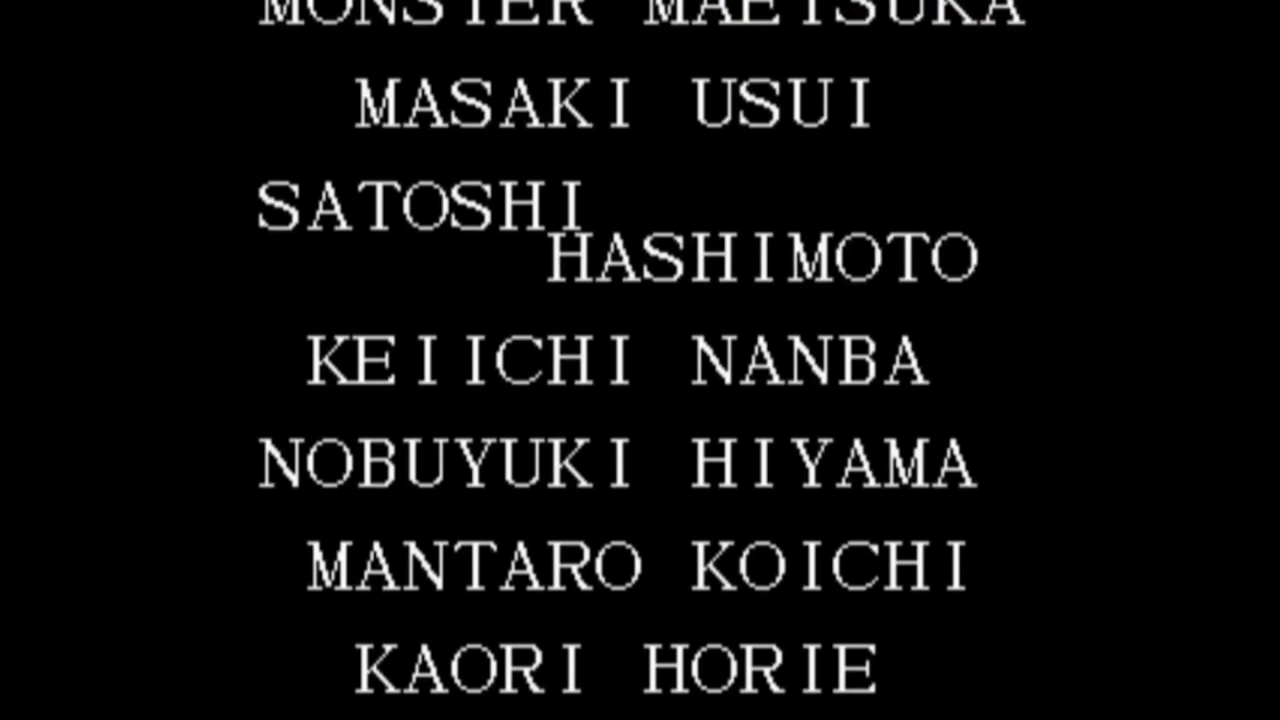 MONSTER MAETSUKA
MASAKI USUI
SATOSHI
HASHIMOTO
KEIICHI NANBA
NOBUYUKI HIYAMA
MANTARO KOICHI
KAORI HORIE